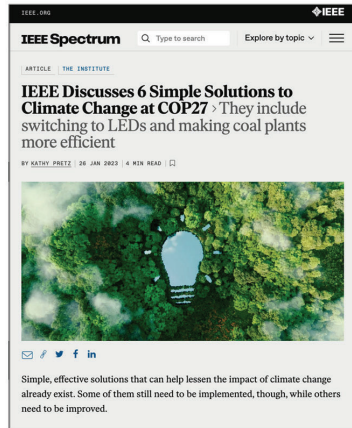 IEEE.ORG
IEEE
IEEE Spectrum
Type to search
Explore by topic
ARTICLE
THE INSTITUTE
IEEE Discusses 6 Simple Solutions to
Climate Change at COP27 > They include
switching to LEDs and making coal plants
more efficient
BY KATHY PRETZ | 26 JAN 2023 | 4 MIN READ |
Simple, effective solutions that can help lessen the impact of climate change
already exist. Some of them still need to be implemented, though, while others
need to be improved.